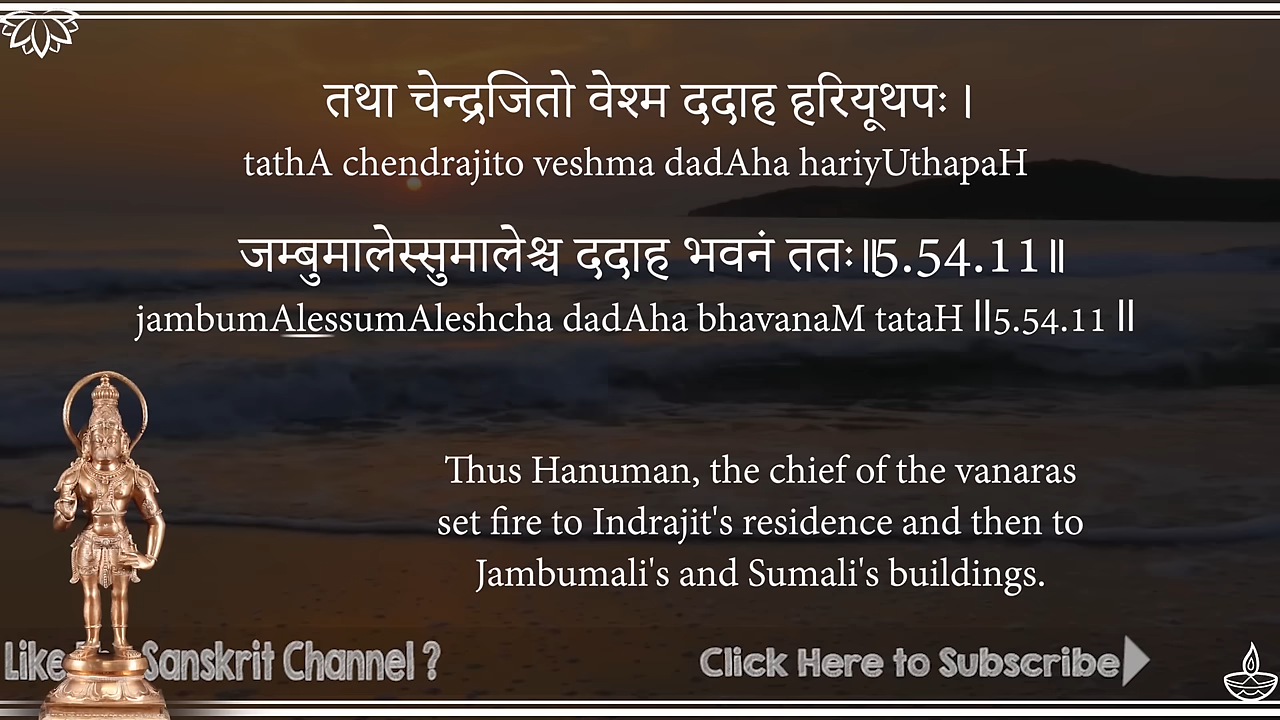 तथा चेन्द्रजितो वेश्म ददाह हरियूथपः ।
tathA chendrajito veshma dadAha hariyUthapaH
जम्बुमालेस्सुमालेश्च ददाह भवनं ततः॥5.54.11॥
jambumAlessumAleshcha dadAha bhavanaM tataH ॥5.54.11 ॥
Thus Hanuman, the chief of the vanaras
set fire to Indrajit's residence and then to
Jambumali's and Sumali's buildings.
Like Sanskrit Channel ?
Click Here to Subscribe